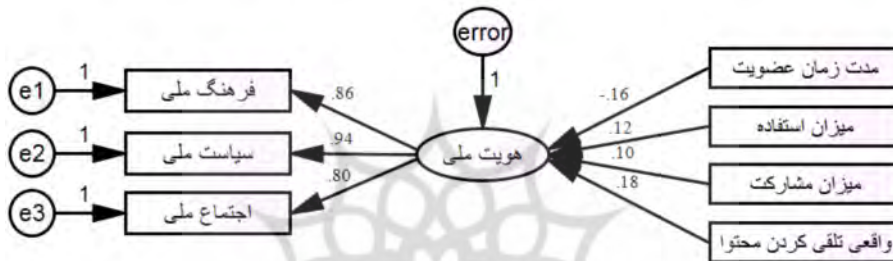 error
1
e1
1
فرهنگ ملی
.86
e2
1
سیاست ملی
.94
e3
1
اجتماع ملی
.80
هویت ملی
-.16
مدت زمان عضویت
.12
میزان استفاده
.10
میزان مشارکت
.18
واقعی تلقی کردن محتوا